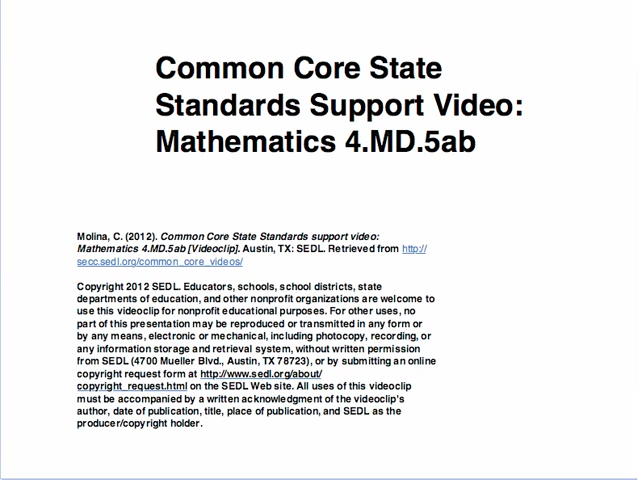 Common Core State
Standards Support Video:
Mathematics 4.MD.5ab
Molina, C. (2012). Common Core State Standards support video:
Mathematics 4.MD.5ab [Videoclip]. Austin, TX: SEDL. Retrieved from http://
secc.sedl.org/common_core_videos/
Copyright 2012 SEDL. Educators, schools, school districts, state
departments of education, and other nonprofit organizations are welcome to
use this videoclip for nonprofit educational purposes. For other uses, no
part of this presentation may be reproduced or transmitted in any form or
by any means, electronic or mechanical, including photocopy, recording, or
any information storage and retrieval system, without written permission
from SEDL (4700 Mueller Blvd., Austin, TX 78723), or by submitting an online
copyright request form at http://www.sedl.org/about/
copyright_request.html on the SEDL Web site. All uses of this videoclip
must be accompanied by a written acknowledgment of the videoclip's
author, date of publication, title, place of publication, and SEDL as the
producer/copyright holder.